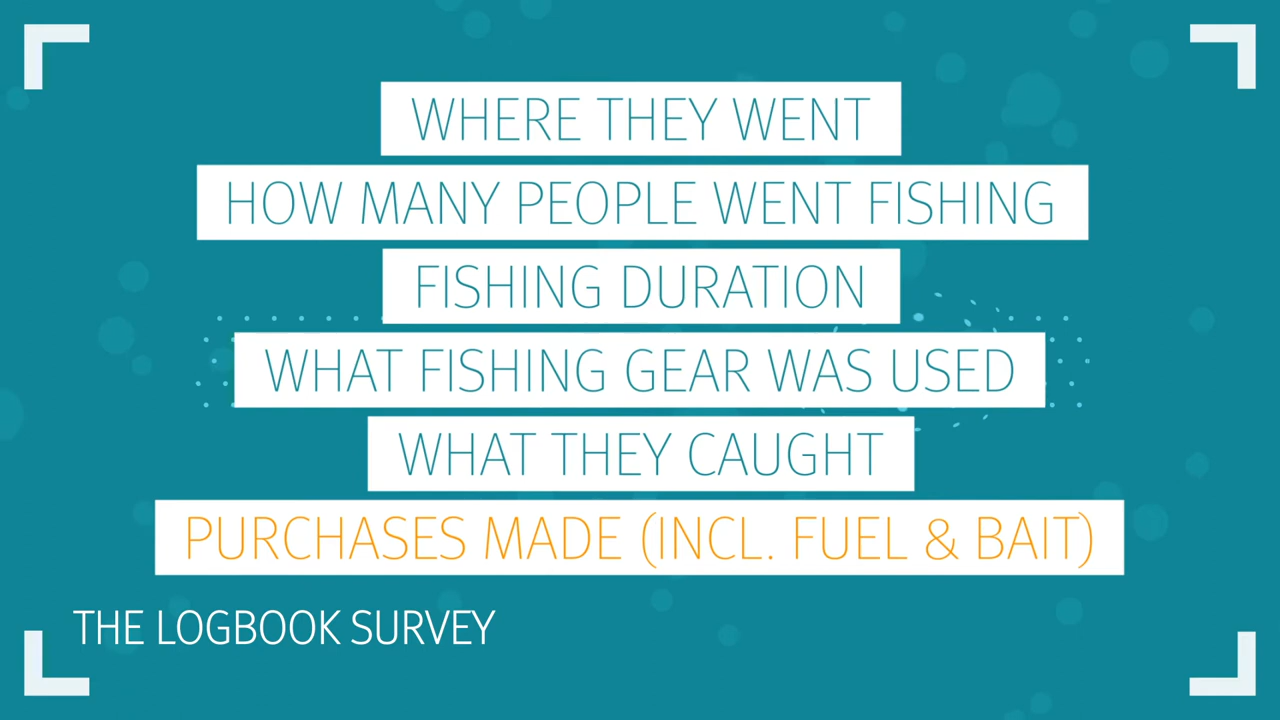 WHERE THEY WENT
HOW MANY PEOPLE WENT FISHING
FISHING DURATION
WHAT FISHING GEAR WAS USED
WHAT THEY CAUGHT
PURCHASES MADE (INCL. FUEL & BAIT)
THE LOGBOOK SURVEY